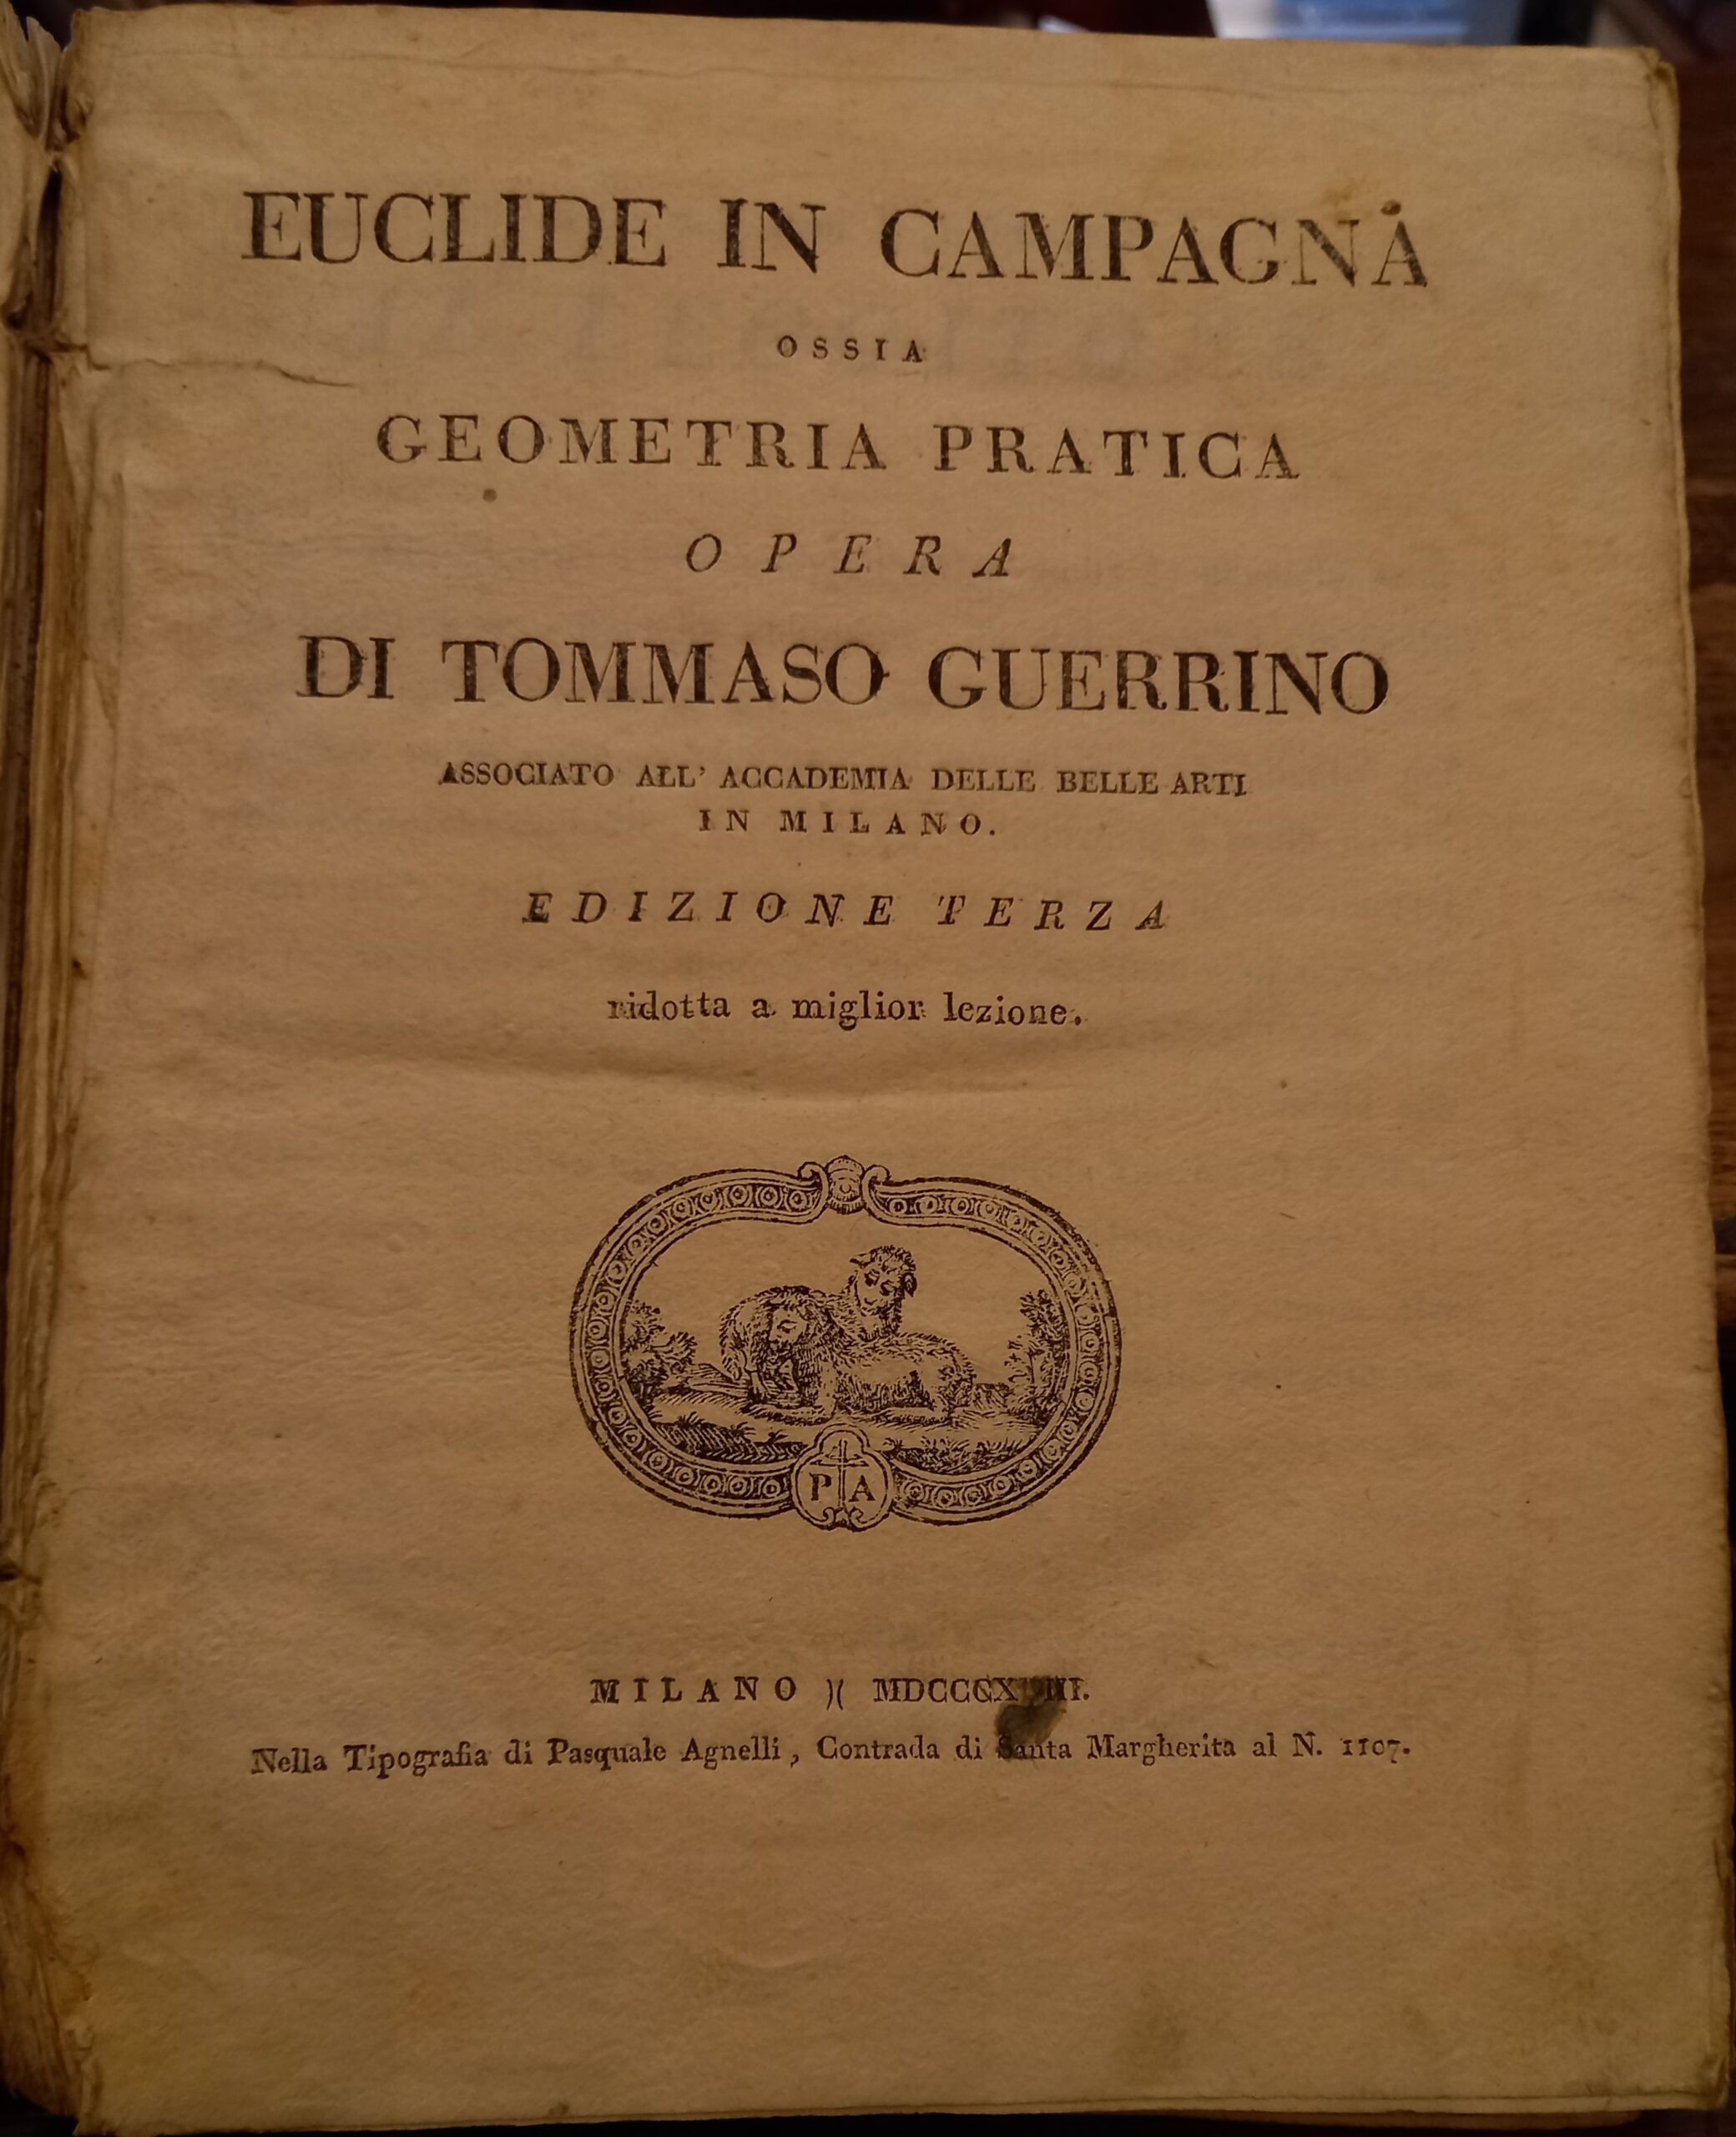 EUCLIDE IN CAMPAGNA
OSSIA
GEOMETRIA PRATICA
OPERA
DI TOMMASO GUERRINO
ASSOCIATO ALL' ACCADEMIA DELLE BELLE ARTI
IN MILANO.
EDIZIONE TERZA
ridotta a miglior lezione.
P A
MILANO )(
Nella Tipografia di Pasquale Agnelli, Contrada di Santa Margherita al N. 1107.